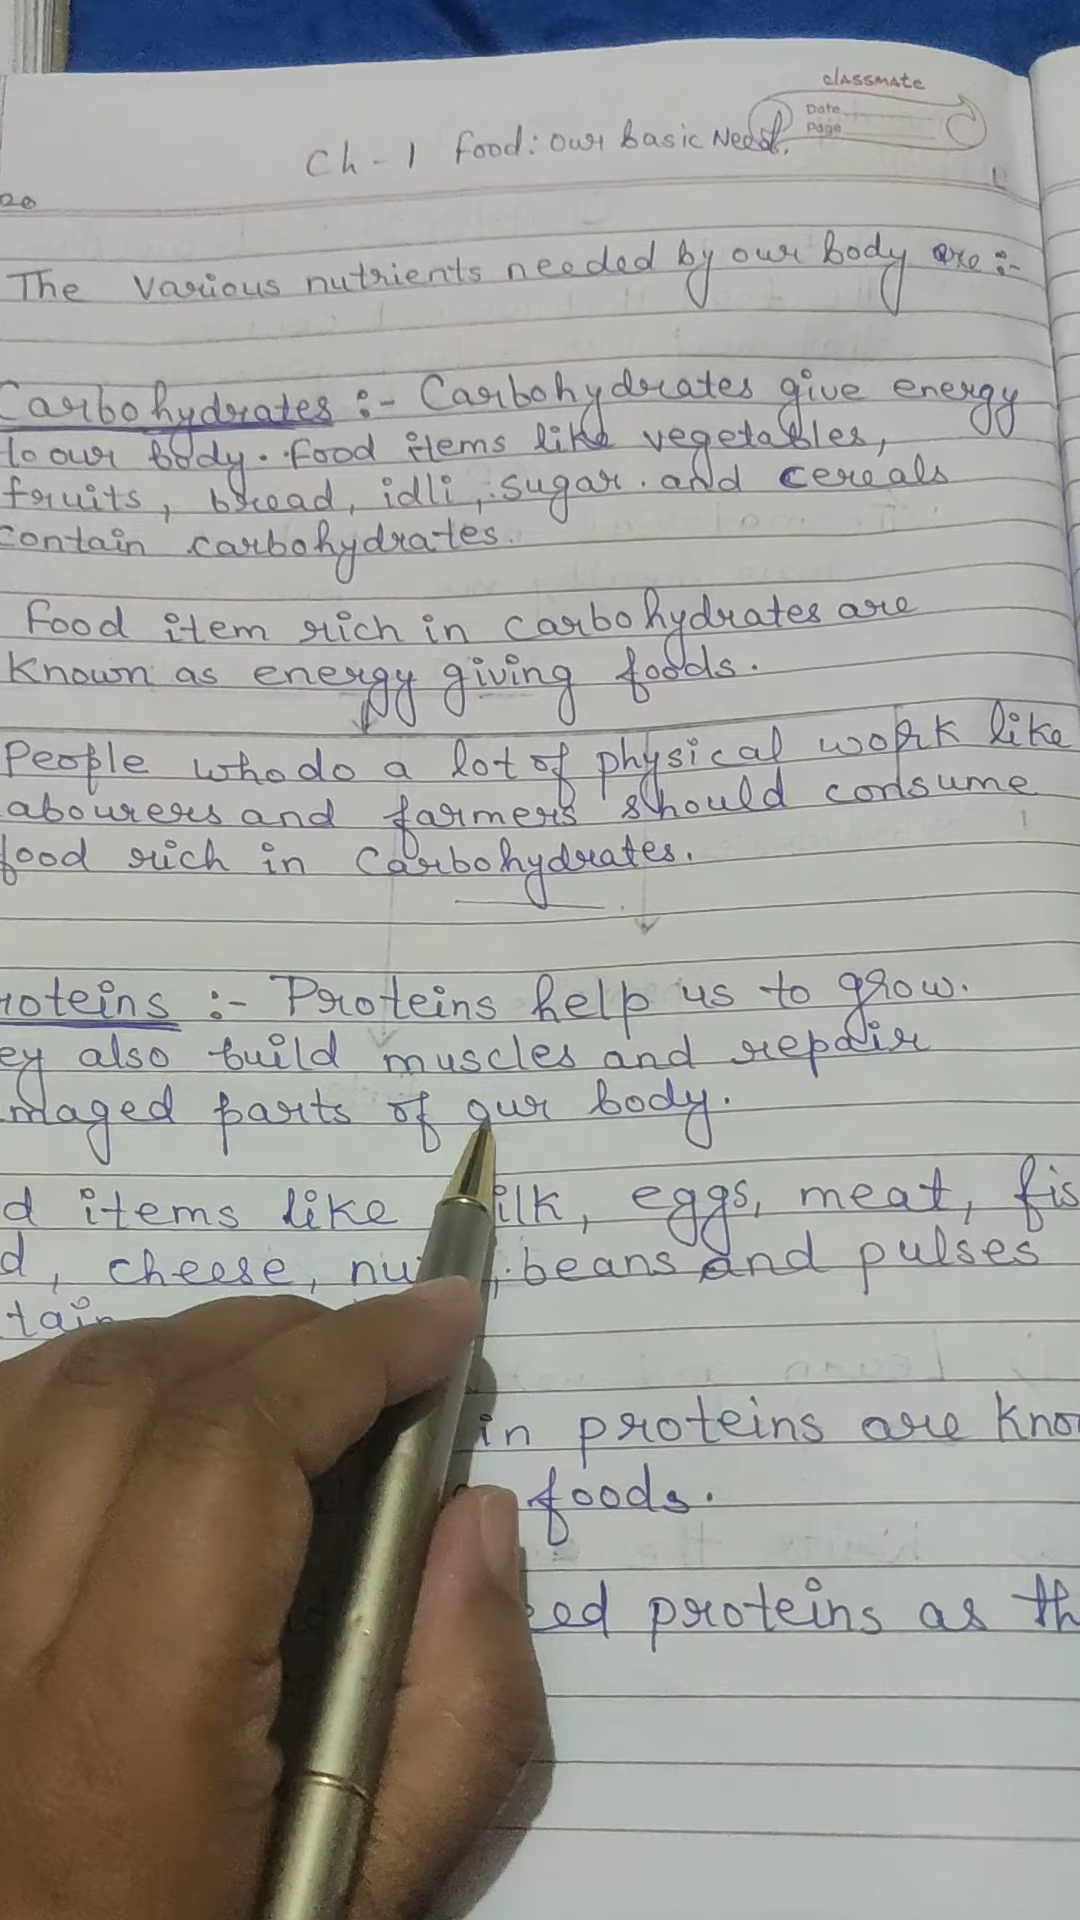 classmate
Date
Page
Ch - 1 Food: Our Basic Need.
20
The various nutrients needed by our body are :-
Carbohydrates :- Carbohydrates give energy
to our body. Food items like vegetables,
fruits, bread, idli, sugar and cereals
contain carbohydrates.
Food item rich in carbohydrates are
Known as energy giving foods.
People who do a lot of physical work like
abourers and farmers should consume
food rich in carbohydrates.
roteins :- Proteins help us to grow.
ey also build muscles and repair
maged parts of our body.
d items like ilk, eggs, meat, fis
d, cheese, nu , beans and pulses
tain
in proteins are kno
foods.
eed proteins as th